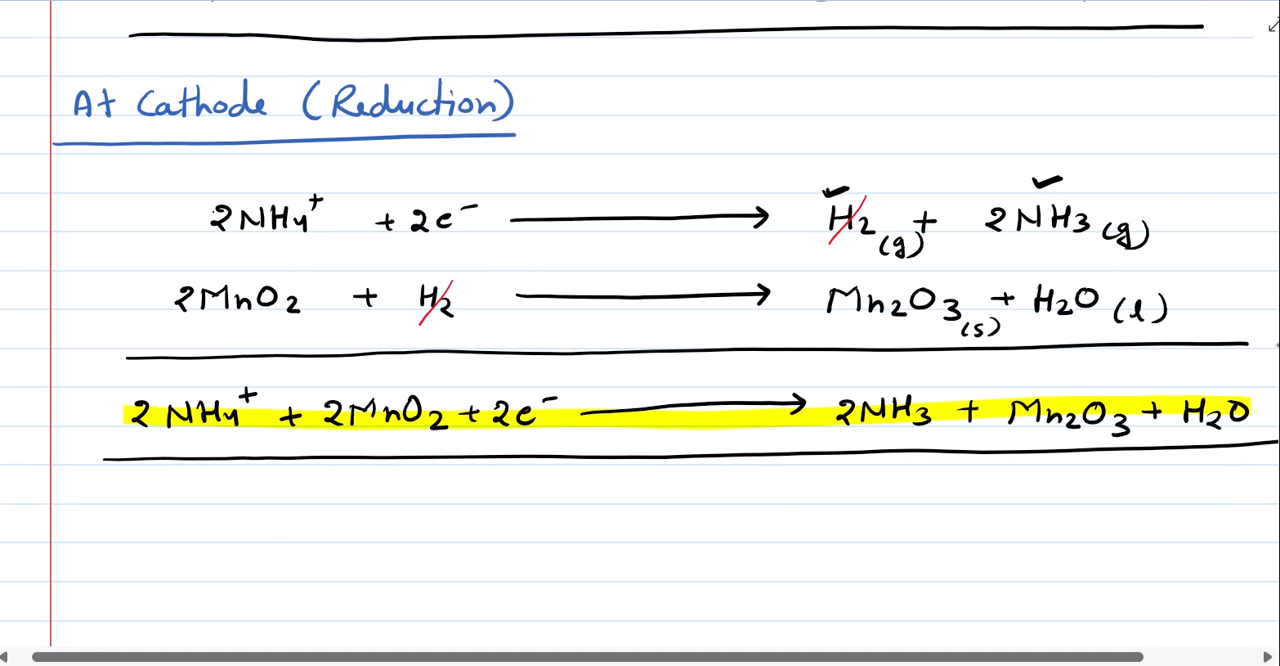 At Cathode (Reduction)
2NH4+ + 2e− ⟶ H2(g) + 2NH3(g)
2MnO2 + H2 ⟶ Mn2O3(s) + H2O(l)
2NH4+ + 2MnO2 + 2e− ⟶ 2NH3 + Mn2O3 + H2O